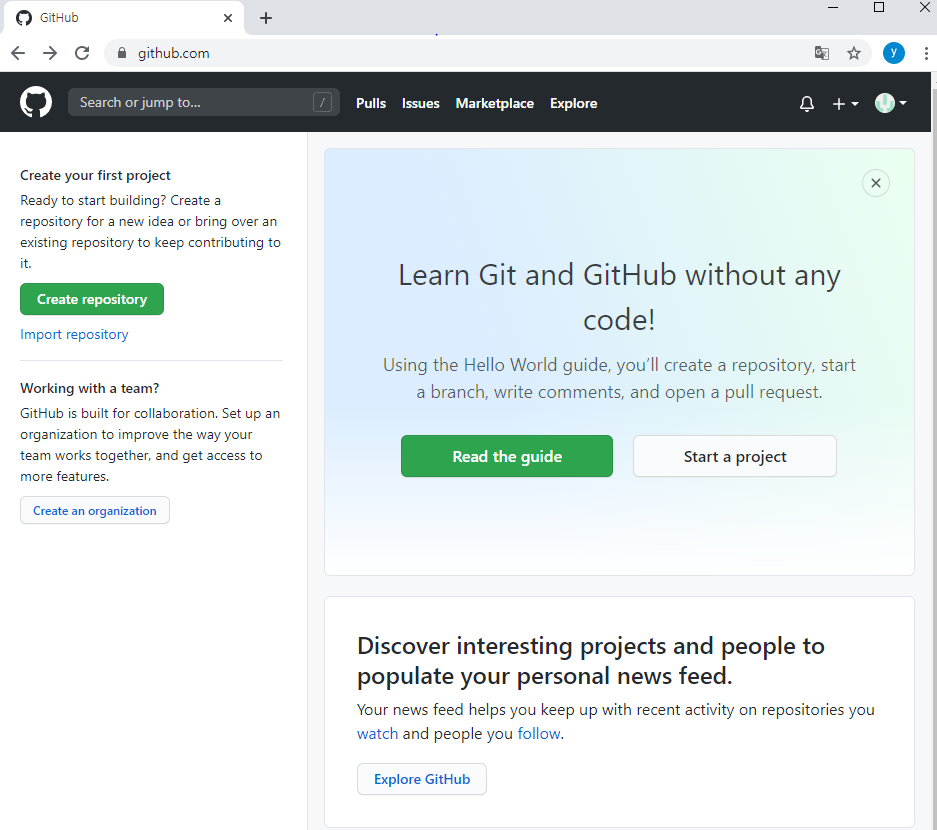 GitHub
github.com
y
Search or jump to...
/
Pulls Issues Marketplace Explore
Create your first project
Ready to start building? Create a
repository for a new idea or bring over an
existing repository to keep contributing to
it.
Create repository
Import repository
Working with a team?
GitHub is built for collaboration. Set up an
organization to improve the way your
team works together, and get access to
more features.
Create an organization
Learn Git and GitHub without any
code!
Using the Hello World guide, you’ll create a repository, start
a branch, write comments, and open a pull request.
Read the guide
Start a project
Discover interesting projects and people to
populate your personal news feed.
Your news feed helps you keep up with recent activity on repositories you
watch and people you follow.
Explore GitHub